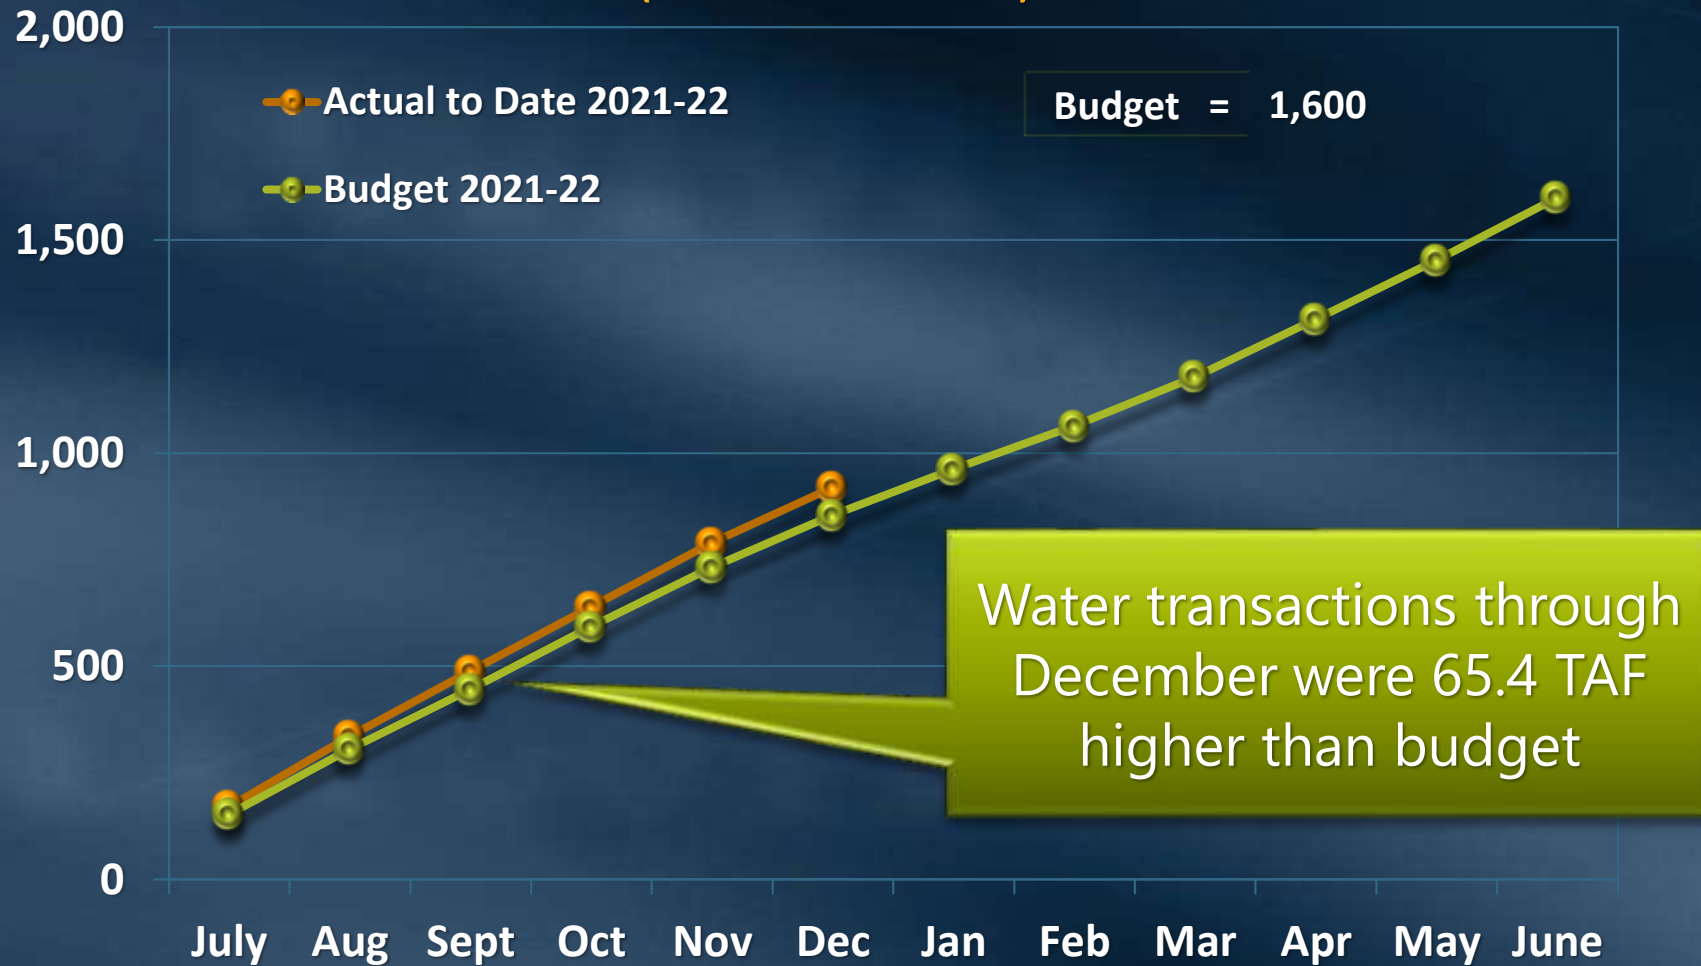 2,000
Actual to Date 2021-22
Budget = 1,600
Budget 2021-22
1,500
1,000
500
0
Water transactions through
December were 65.4 TAF
higher than budget
July Aug Sept Oct Nov Dec Jan Feb Mar Apr May June